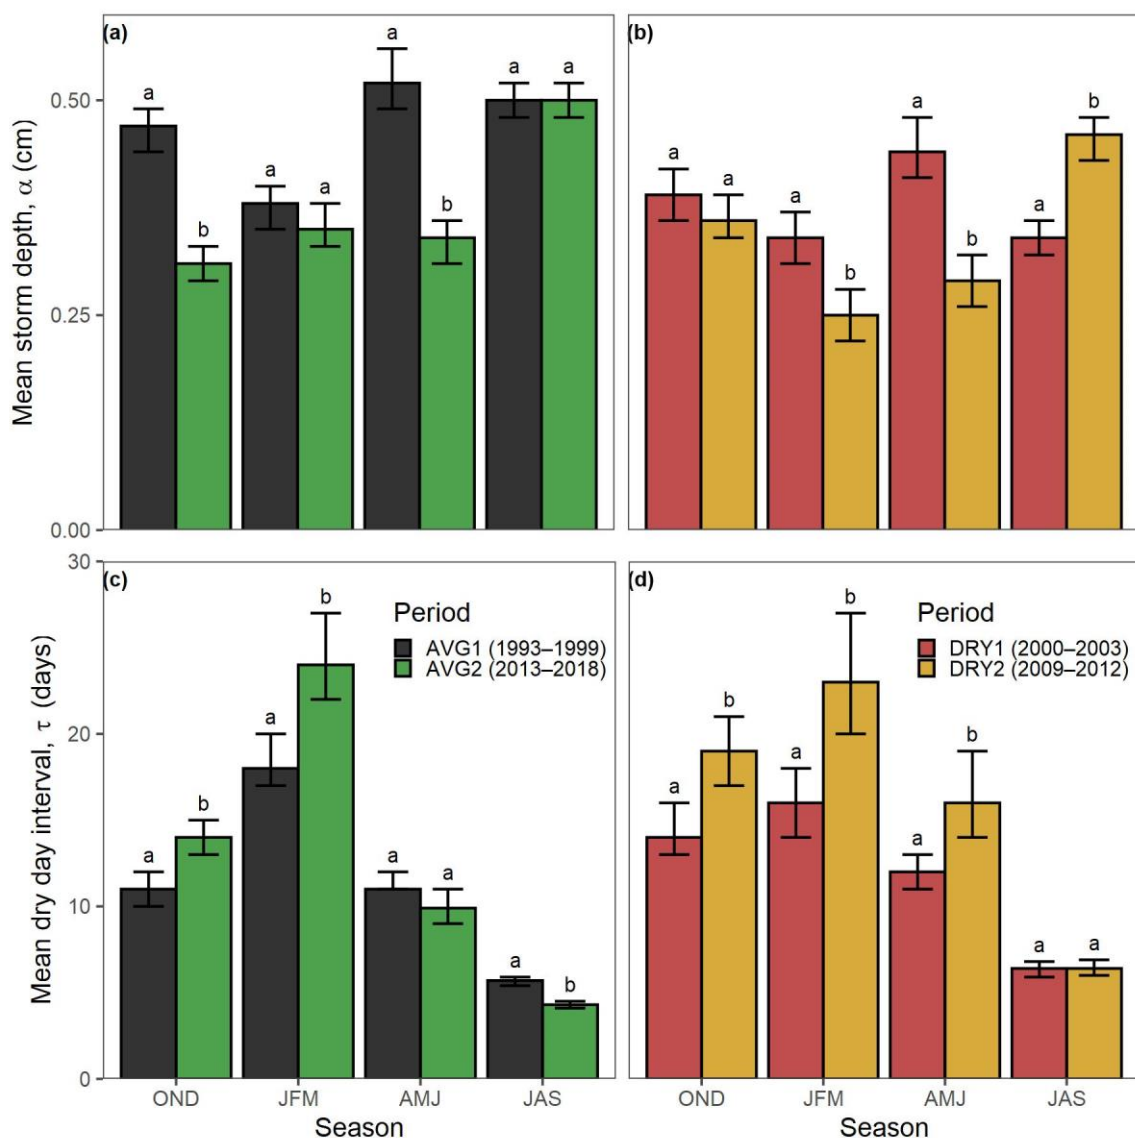 (a)
a
b
a
a
a
b
a
a
(b)
a
a
a
b
a
b
a
b
Mean storm depth, α (cm)
0.50
0.25
0.00
(c)
a
b
a
b
a
a
a
b
Period
AVG1 (1993–1999)
AVG2 (2013–2018)
(d)
a
b
a
b
a
b
a
a
Period
DRY1 (2000–2003)
DRY2 (2009–2012)
Mean dry day interval, τ (days)
30
20
10
0
OND
JFM
AMJ
JAS
Season
OND
JFM
AMJ
JAS
Season